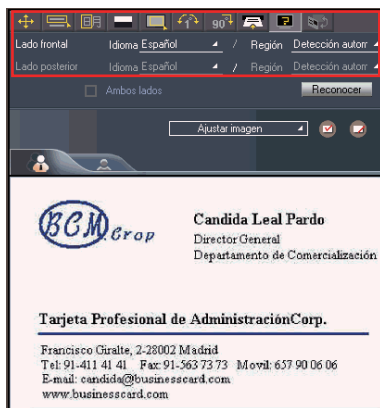 1° 90° ?
Lado frontal Idioma Español / Región Detección autom
Lado posterior Idioma Español / Región Detección autom
Ambos lados Reconocer
Ajustar imagen
BCM.Crop
Candida Leal Pardo
Director General
Departamento de Comercialización
Tarjeta Profesional de AdministraciónCorp.
Francisco Giralte, 2-28002 Madrid
Tel: 91-411 41 41 Fax: 91-563 73 73 Movil: 657 90 06 06
E-mail: candida@businesscard.com
www.businesscard.com